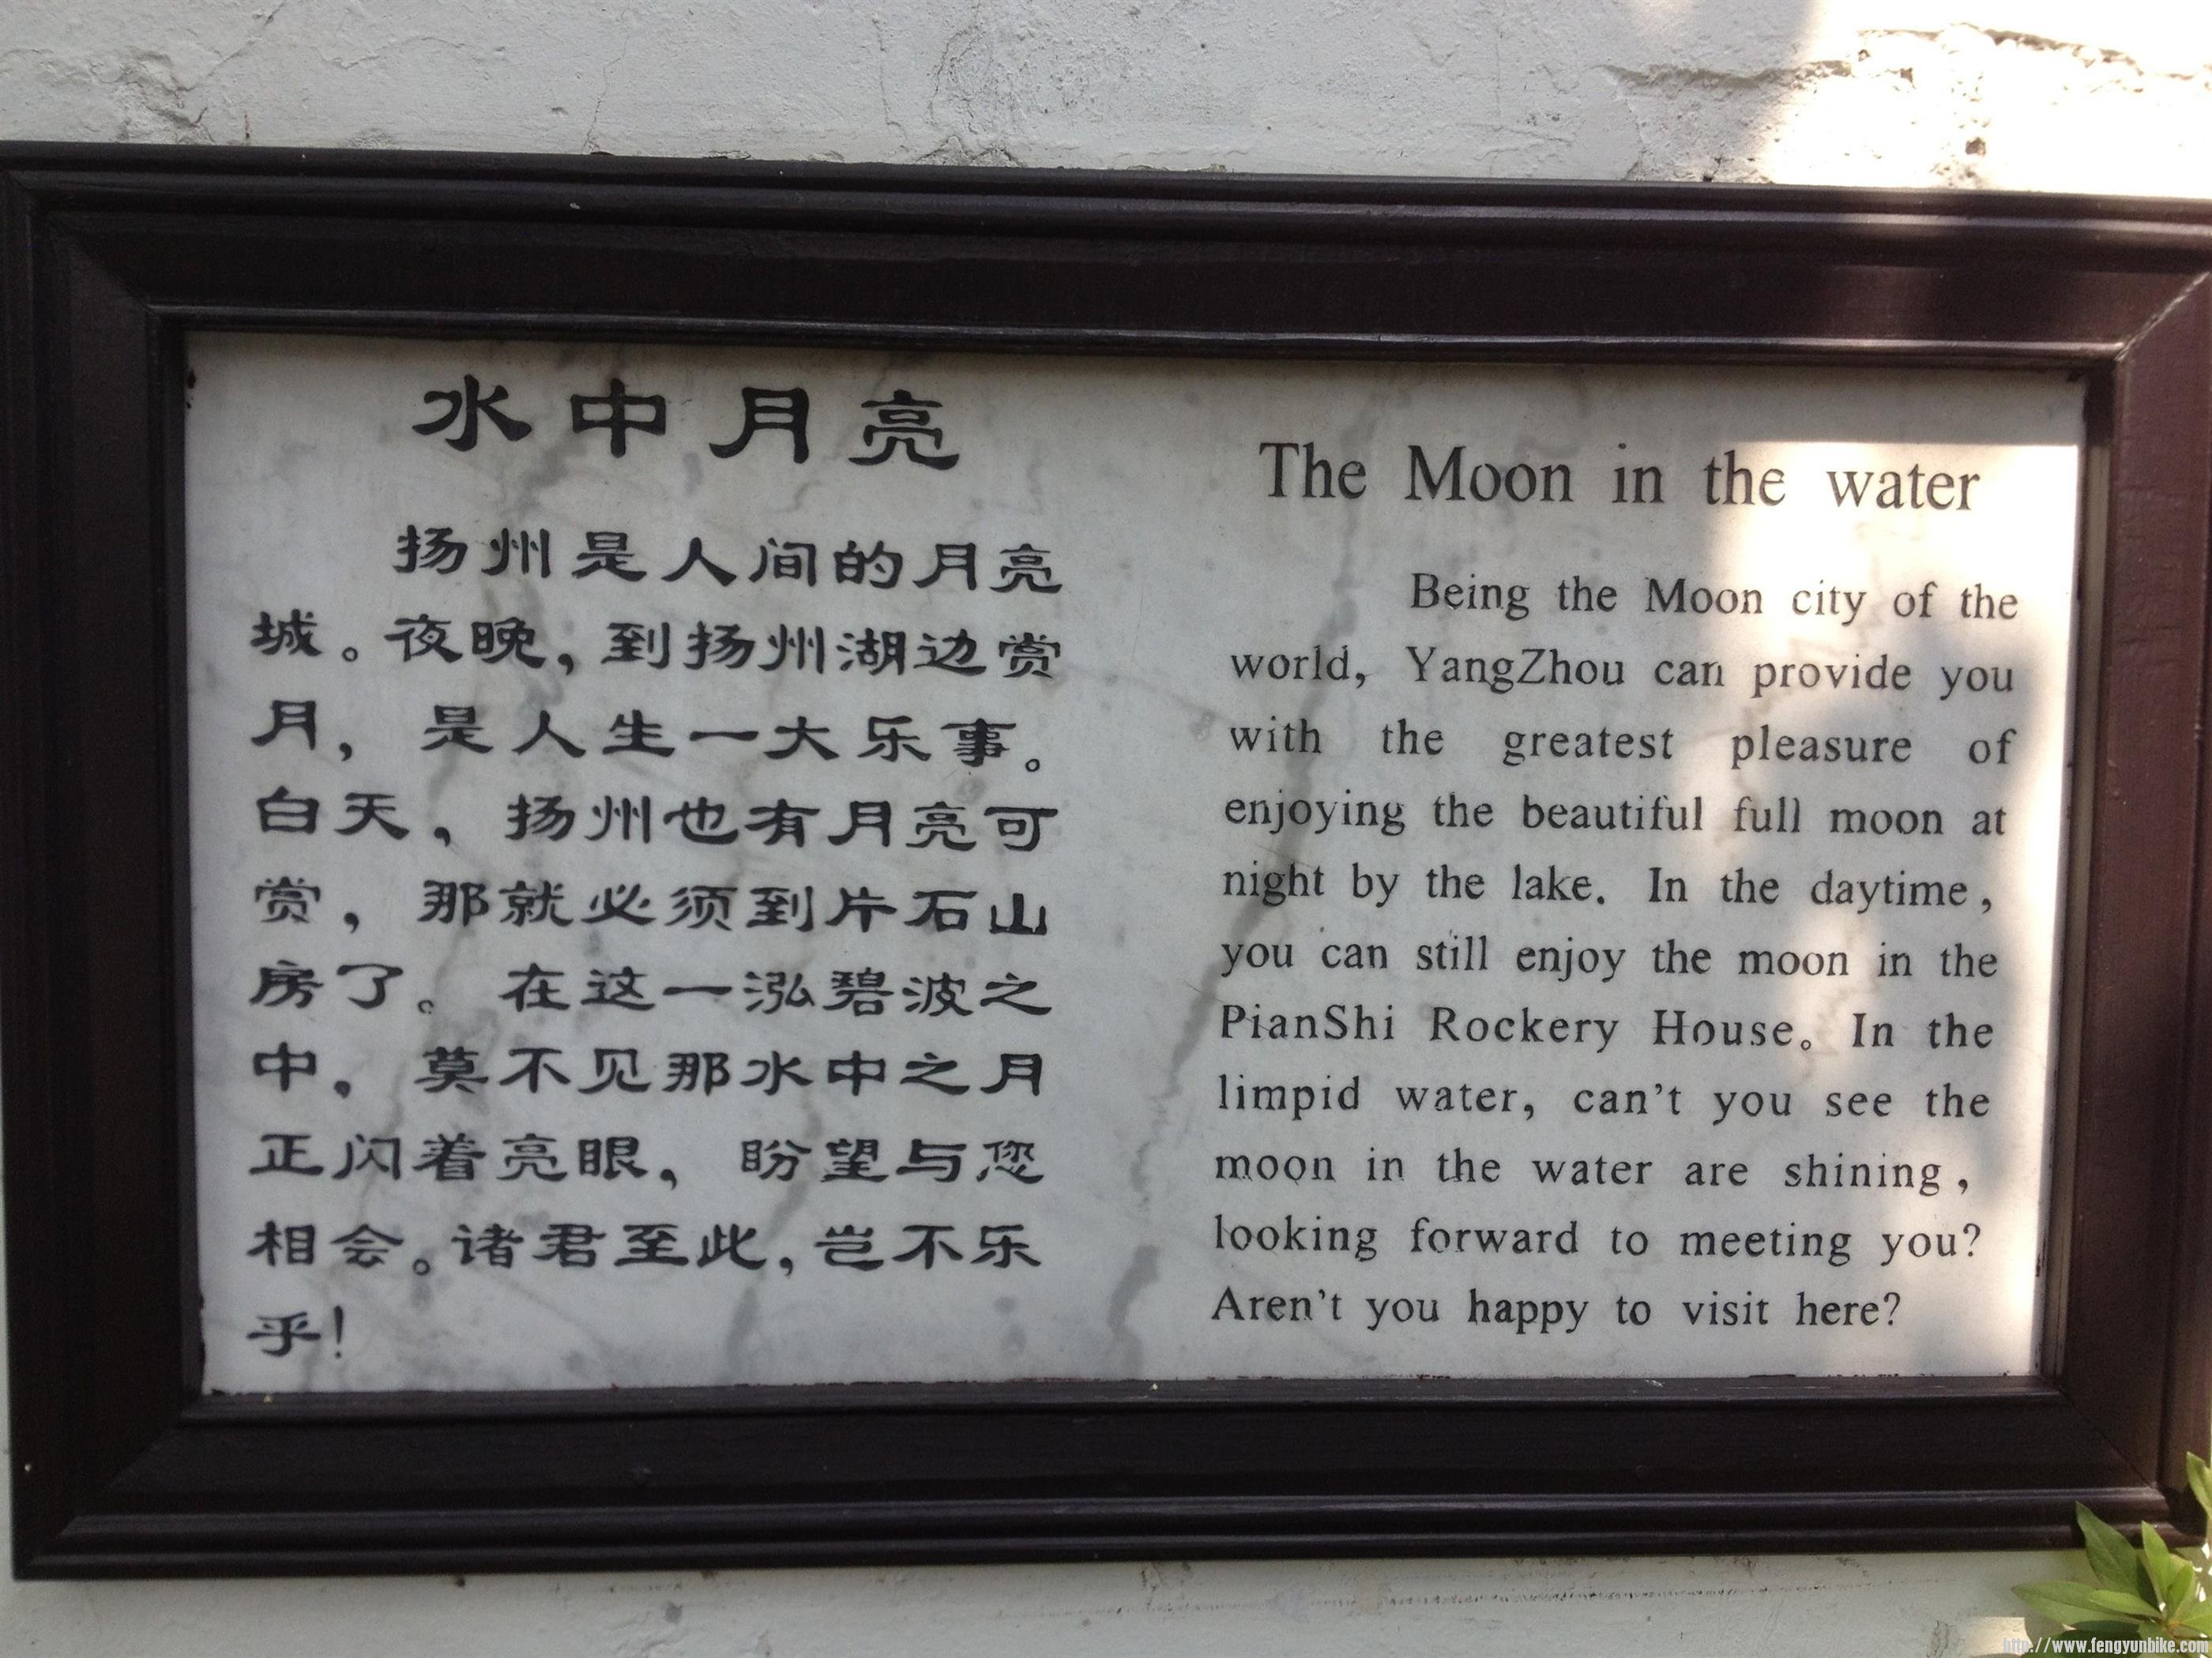 水中月亮
扬州是人间的月亮
城。夜晚，到扬州湖边赏
月，是人生一大乐事。
白天，扬州也有月亮可
赏，那就必须到片石山
房了。在这一泓碧波之
中，莫不见那水中之月
正闪着亮眼，盼望与您
相会。诸君至此，岂不乐
乎！
The Moon in the water
Being the Moon city of the
world, YangZhou can provide you
with the greatest pleasure of
enjoying the beautiful full moon at
night by the lake. In the daytime,
you can still enjoy the moon in the
PianShi Rockery House。In the
limpid water, can't you see the
moon in the water are shining,
looking forward to meeting you?
Aren't you happy to visit here?
http://www.fengyunbike.com